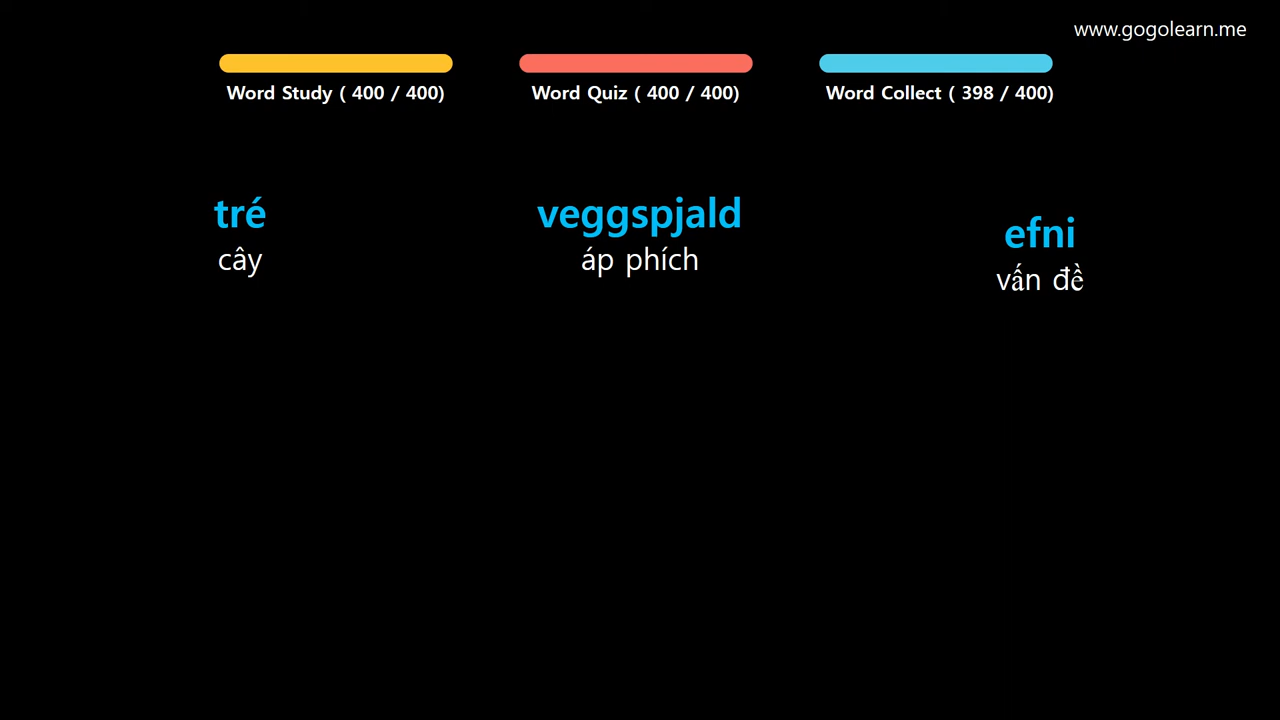 www.gogolearn.me
Word Study ( 400 / 400)
Word Quiz ( 400 / 400)
Word Collect ( 398 / 400)
tré
cây
veggspjald
áp phích
efni
vấn đề